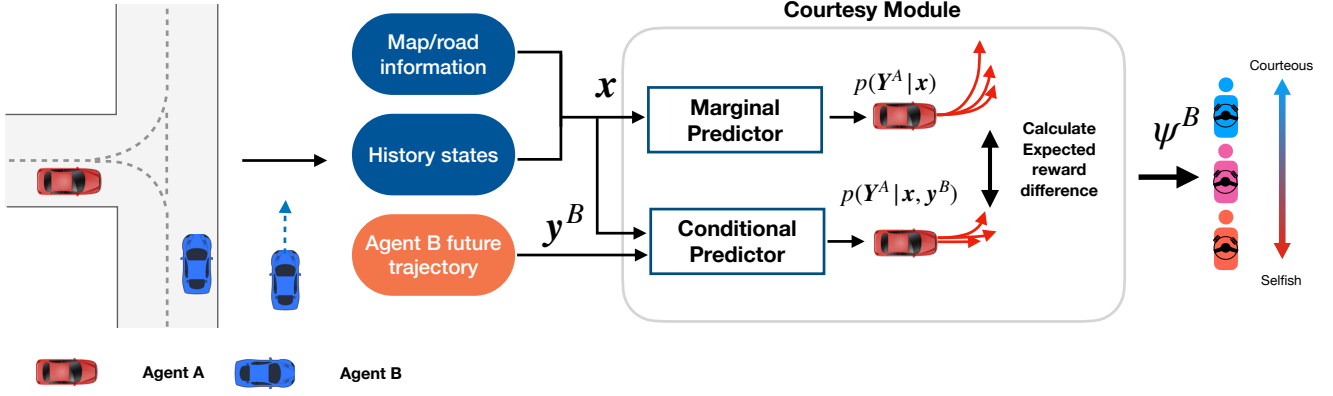 Courtesy Module
Map/road
information
History states
Agent B future
trajectory
x
y^B
Marginal
Predictor
Conditional
Predictor
p(Y^A | x)
p(Y^A | x, y^B)
Calculate
Expected
reward
difference
ψ^B
Courteous
Selfish
Agent A
Agent B